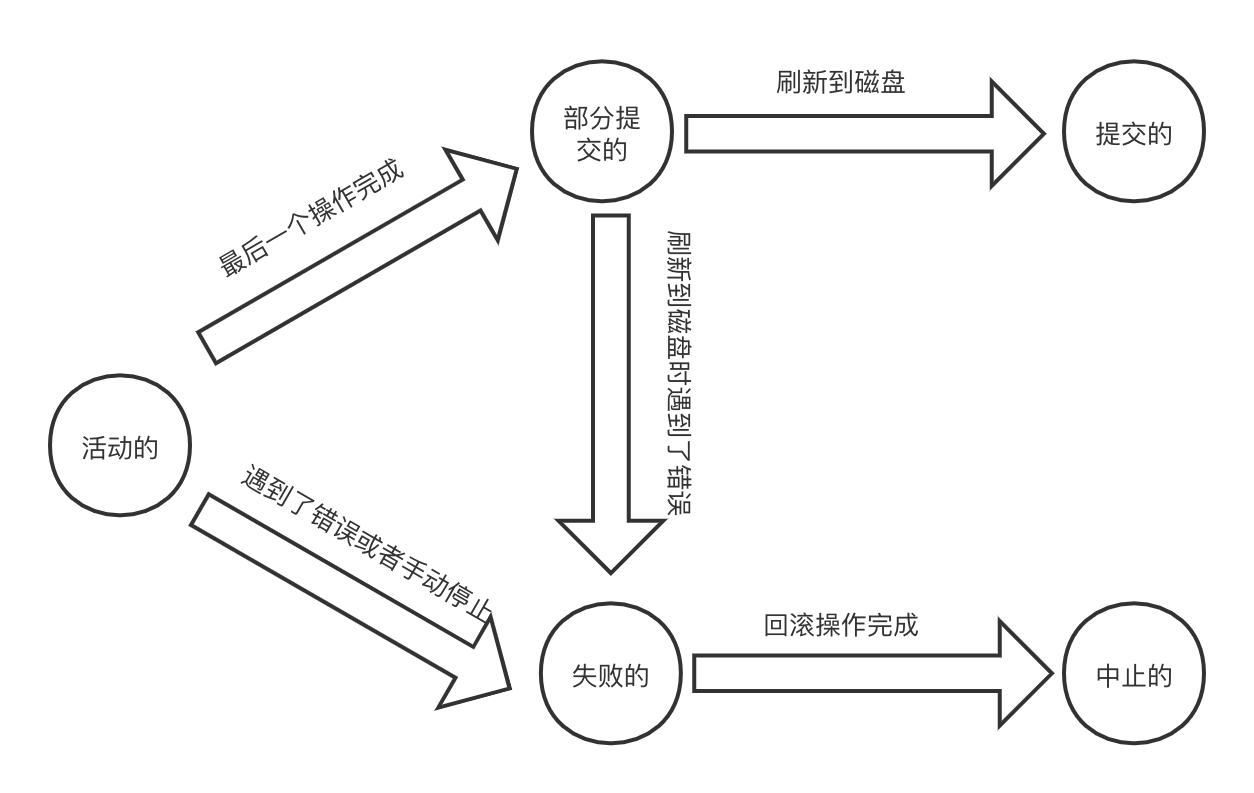 部分提
交的
刷新到磁盘
提交的
最后一个操作完成
刷新到磁盘时遇到了错误
活动的
遇到了错误或者手动停止
失败的
回滚操作完成
中止的